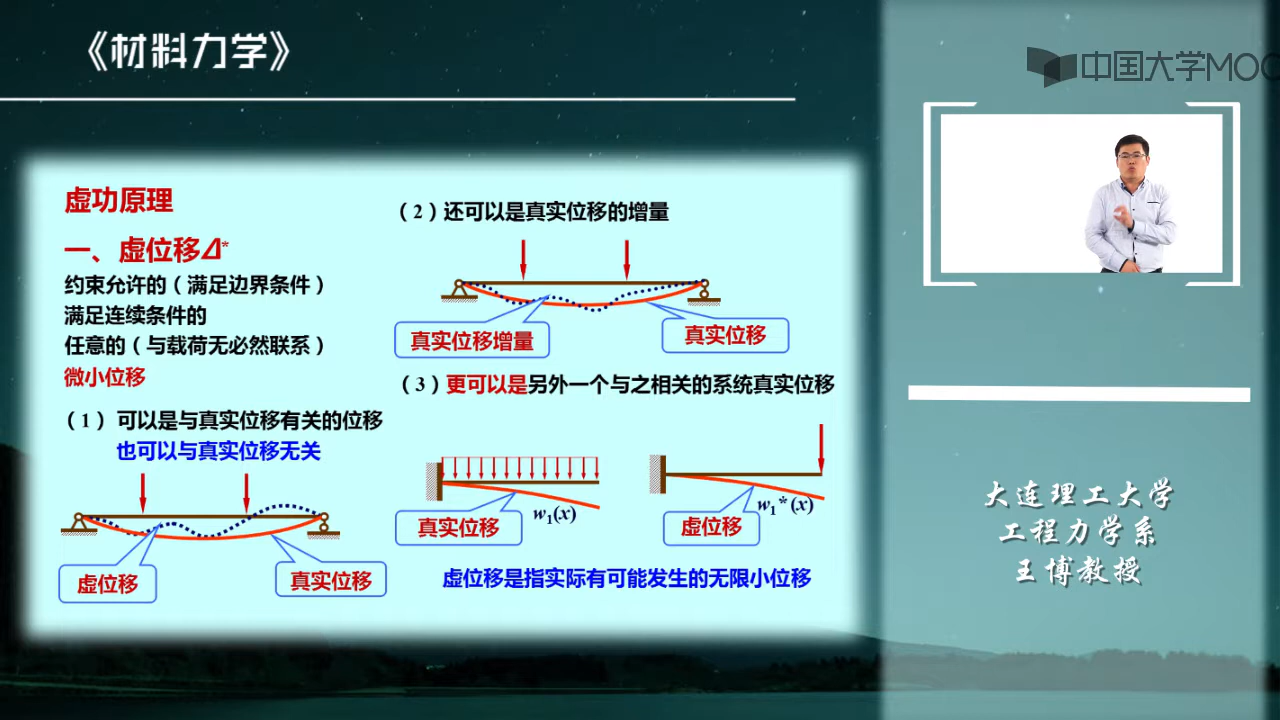 《材料力学》
中国大学MOC
虚功原理
一、虚位移Δ*
约束允许的（满足边界条件）
满足连续条件的
任意的（与载荷无必然联系）
微小位移
（1） 可以是与真实位移有关的位移
也可以与真实位移无关
虚位移
真实位移
（2）还可以是真实位移的增量
真实位移增量
真实位移
（3）更可以是另外一个与之相关的系统真实位移
真实位移
w₁(x)
虚位移
w₁*(x)
虚位移是指实际有可能发生的无限小位移
大连理工大学
工程力学系
王博教授